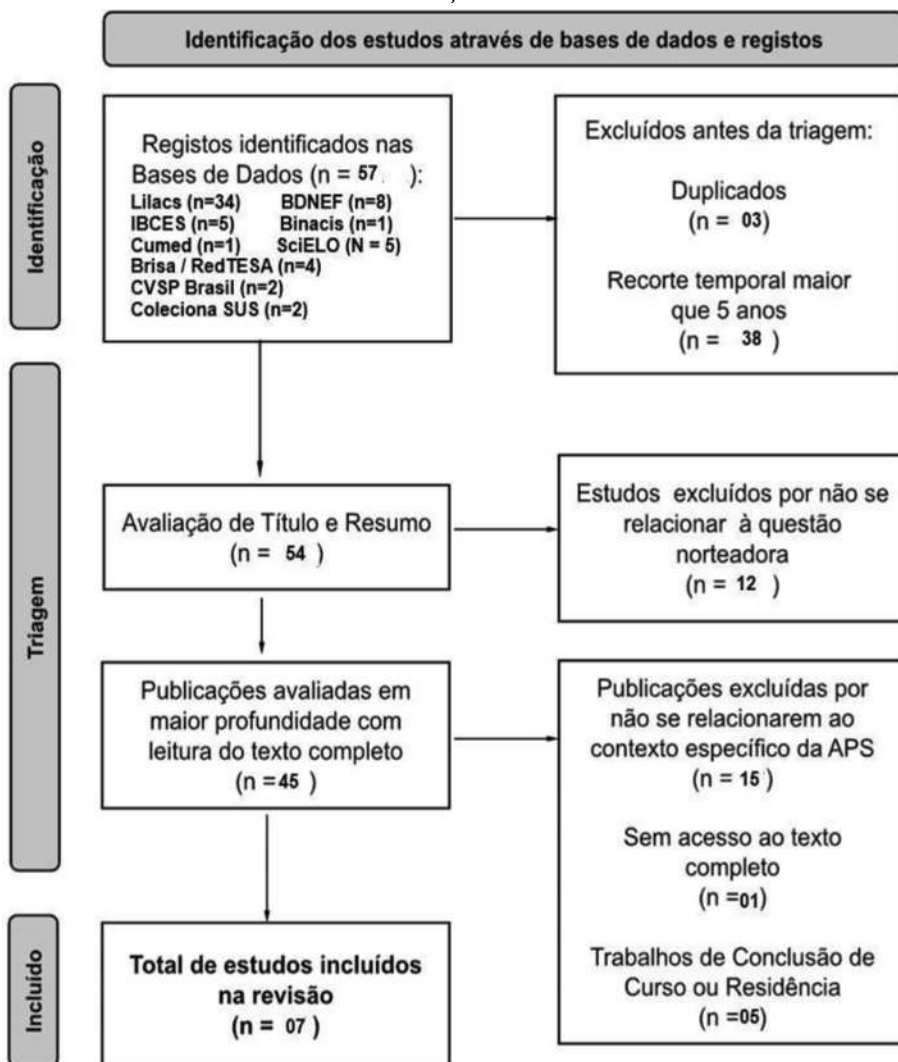 Identificação dos estudos através de bases de dados e registos
Identificação
Registos identificados nas
Bases de Dados (n = 57 ):
Lilacs (n=34) BDNEF (n=8)
IBCES (n=5) Binacis (n=1)
Cumed (n=1) SciELO (N = 5)
Brisa / RedTESA (n=4)
CVSP Brasil (n=2)
Coleciona SUS (n=2)
Excluídos antes da triagem:
Duplicados
(n = 03)
Recorte temporal maior
que 5 anos
(n = 38 )
Triagem
Avaliação de Título e Resumo
(n = 54 )
Estudos excluídos por não se
relacionar à questão
norteadora
(n = 12 )
Publicações avaliadas em
maior profundidade com
leitura do texto completo
(n =45 )
Publicações excluídas por
não se relacionarem ao
contexto específico da APS
(n = 15 )
Sem acesso ao texto
completo
(n =01)
Trabalhos de Conclusão de
Curso ou Residência
(n =05)
Incluído
Total de estudos incluídos
na revisão
(n = 07 )